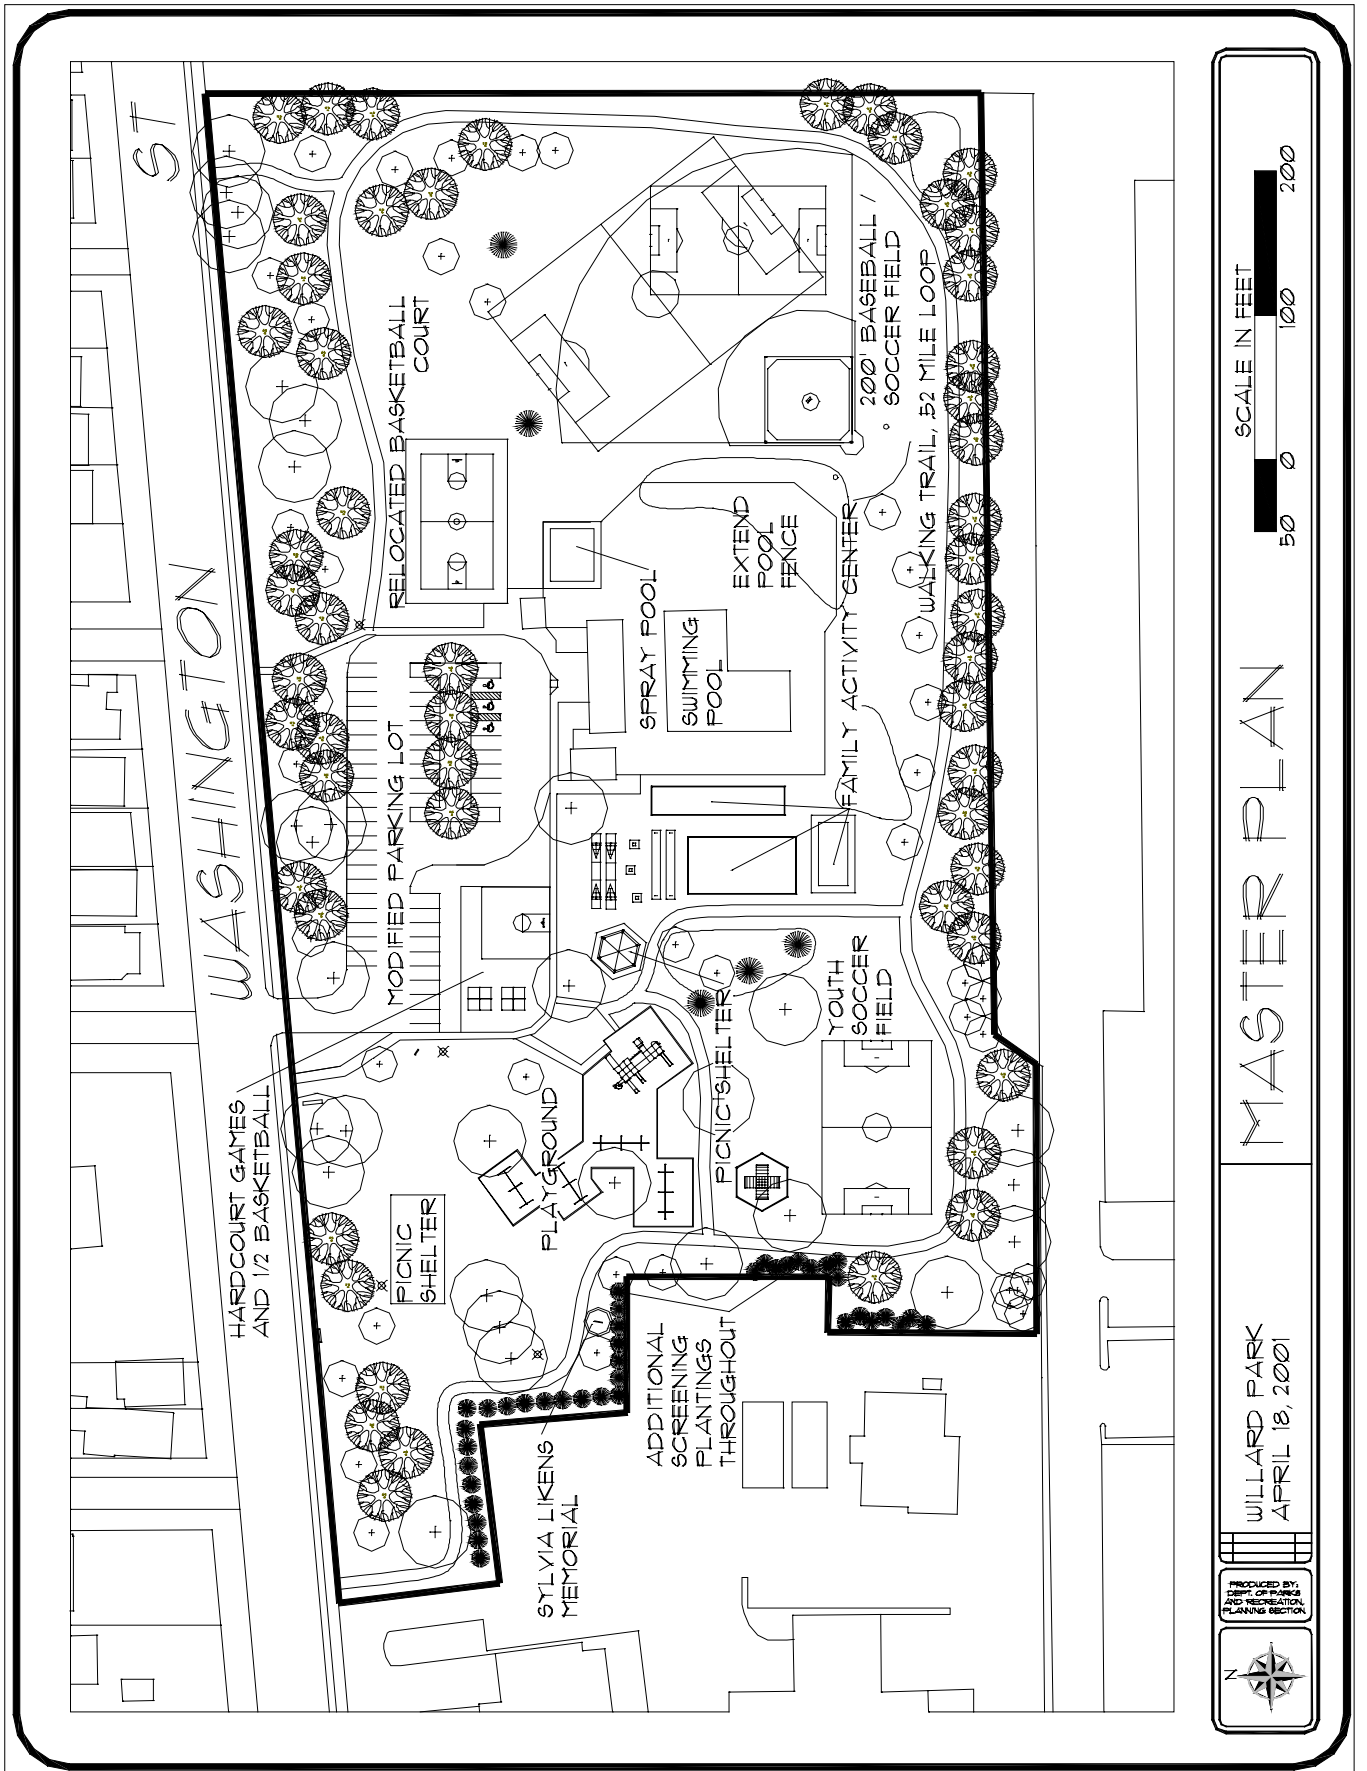 WASHINGTON ST
RELOCATED BASKETBALL
COURT
200' BASEBALL /
SOCCER FIELD
WALKING TRAIL, .52 MILE LOOP
EXTEND
POOL
FENCE
SPRAY POOL
SWIMMING
POOL
FAMILY ACTIVITY CENTER
MODIFIED PARKING LOT
HARDCOURT GAMES
AND 1/2 BASKETBALL
PLAYGROUND
PICNIC SHELTER
YOUTH
SOCCER
FIELD
PICNIC
SHELTER
SYLVIA LIKENS
MEMORIAL
ADDITIONAL
SCREENING
PLANTINGS
THROUGHOUT
N
PRODUCED BY:
DEPT. OF PARKS
AND RECREATION,
PLANNING SECTION
WILLARD PARK
APRIL 18, 2001
MASTER PLAN
SCALE IN FEET
50 0 100 200